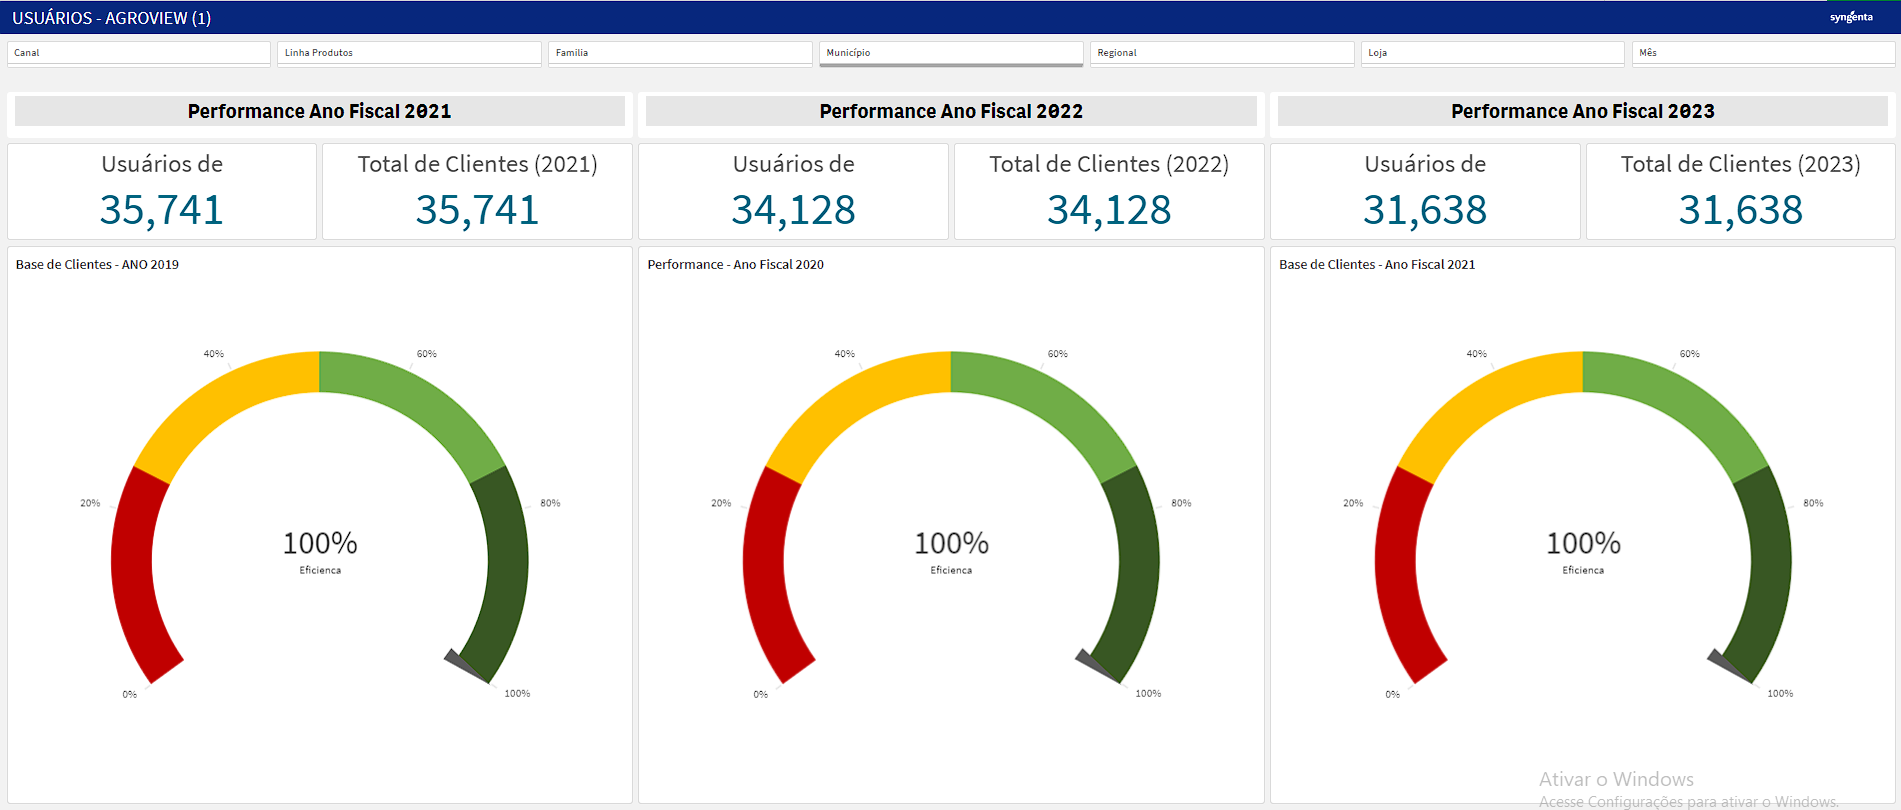 USUÁRIOS - AGROVIEW (1)
syngenta
Canal
Linha Produtos
Familia
Município
Regional
Loja
Mês
Performance Ano Fiscal 2021
Performance Ano Fiscal 2022
Performance Ano Fiscal 2023
Usuários de
35,741
Total de Clientes (2021)
35,741
Usuários de
34,128
Total de Clientes (2022)
34,128
Usuários de
31,638
Total de Clientes (2023)
31,638
Base de Clientes - ANO 2019
0%
20%
40%
60%
80%
100%
100%
Eficienca
Performance - Ano Fiscal 2020
0%
20%
40%
60%
80%
100%
100%
Eficienca
Base de Clientes - Ano Fiscal 2021
0%
20%
40%
60%
80%
100%
100%
Eficienca
Ativar o Windows
Acesse Configurações para ativar o Windows.